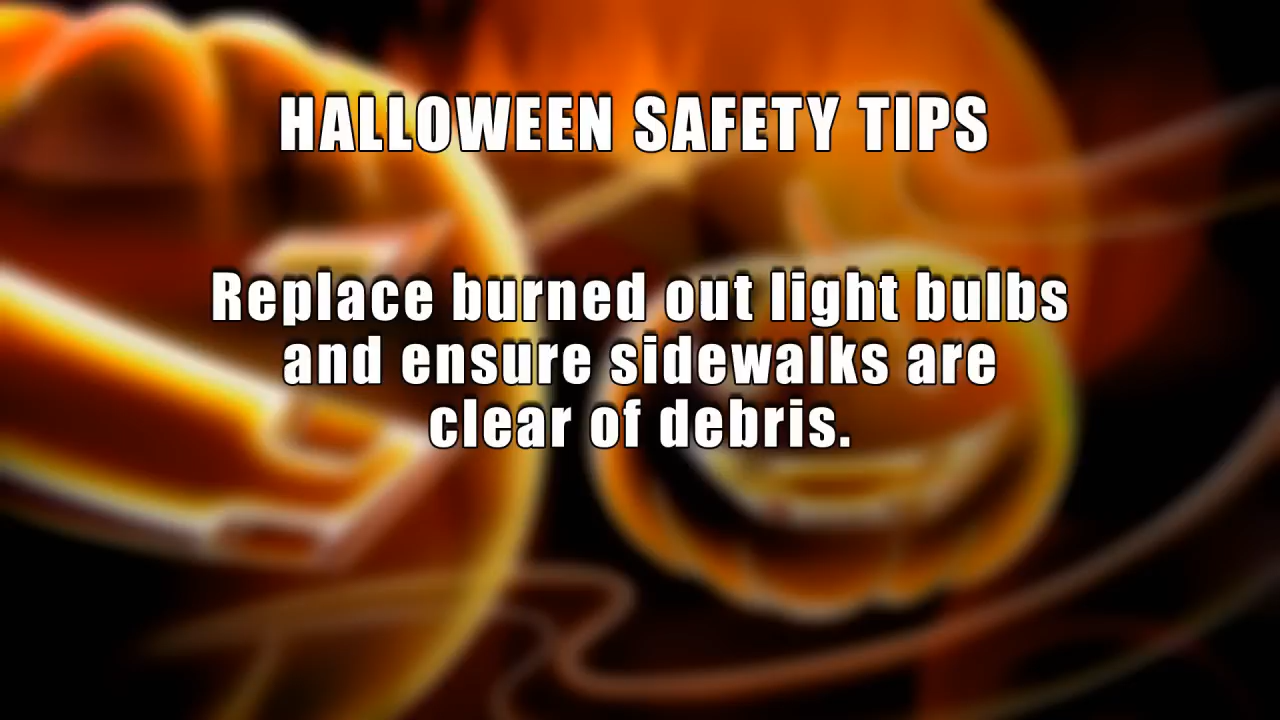 HALLOWEEN SAFETY TIPS
Replace burned out light bulbs
and ensure sidewalks are
clear of debris.